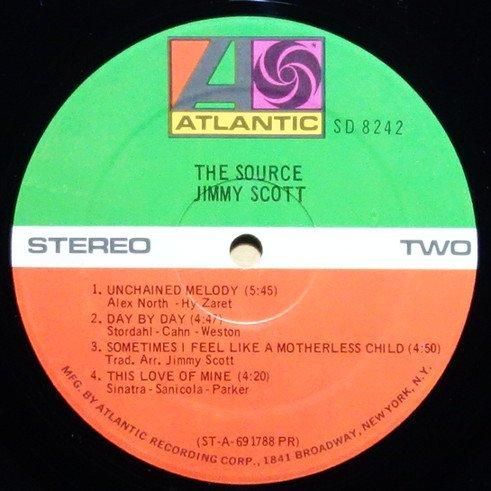 A
ATLANTIC
SD 8242
THE SOURCE
JIMMY SCOTT
STEREO TWO
1. UNCHAINED MELODY (5:45)
Alex North - Hy Zaret
2. DAY BY DAY (4:47)
Stordahl - Cahn - Weston
3. SOMETIMES I FEEL LIKE A MOTHERLESS CHILD (4:50)
Trad. Arr. Jimmy Scott
4. THIS LOVE OF MINE (4:20)
Sinatra - Sanicola - Parker
(ST-A-691788 PR)
MFG. BY ATLANTIC RECORDING CORP., 1841 BROADWAY, NEW YORK, N.Y.